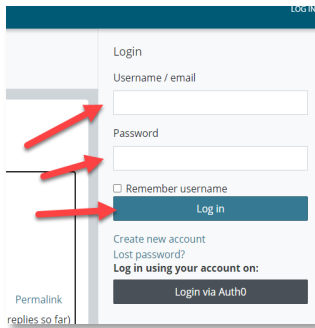 LOG IN
Login
Username / email
Password
Remember username
Log in
Create new account
Lost password?
Log in using your account on:
Login via Auth0
Permalink
replies so far)